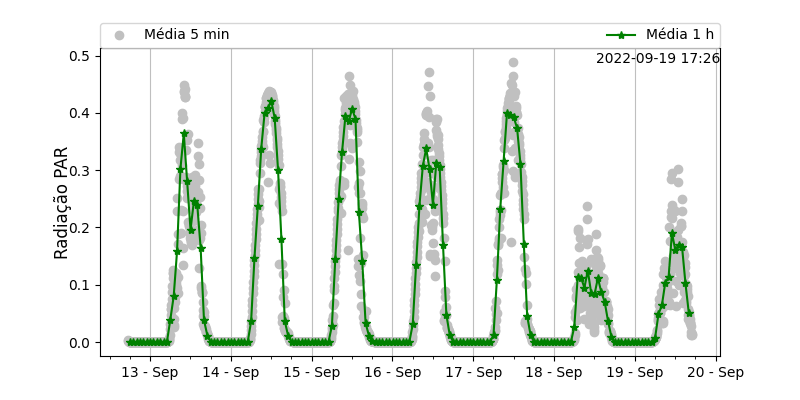 Média 5 min
Média 1 h
2022-09-19 17:26
Radiação PAR
0.5
0.4
0.3
0.2
0.1
0.0
13 - Sep
14 - Sep
15 - Sep
16 - Sep
17 - Sep
18 - Sep
19 - Sep
20 - Sep